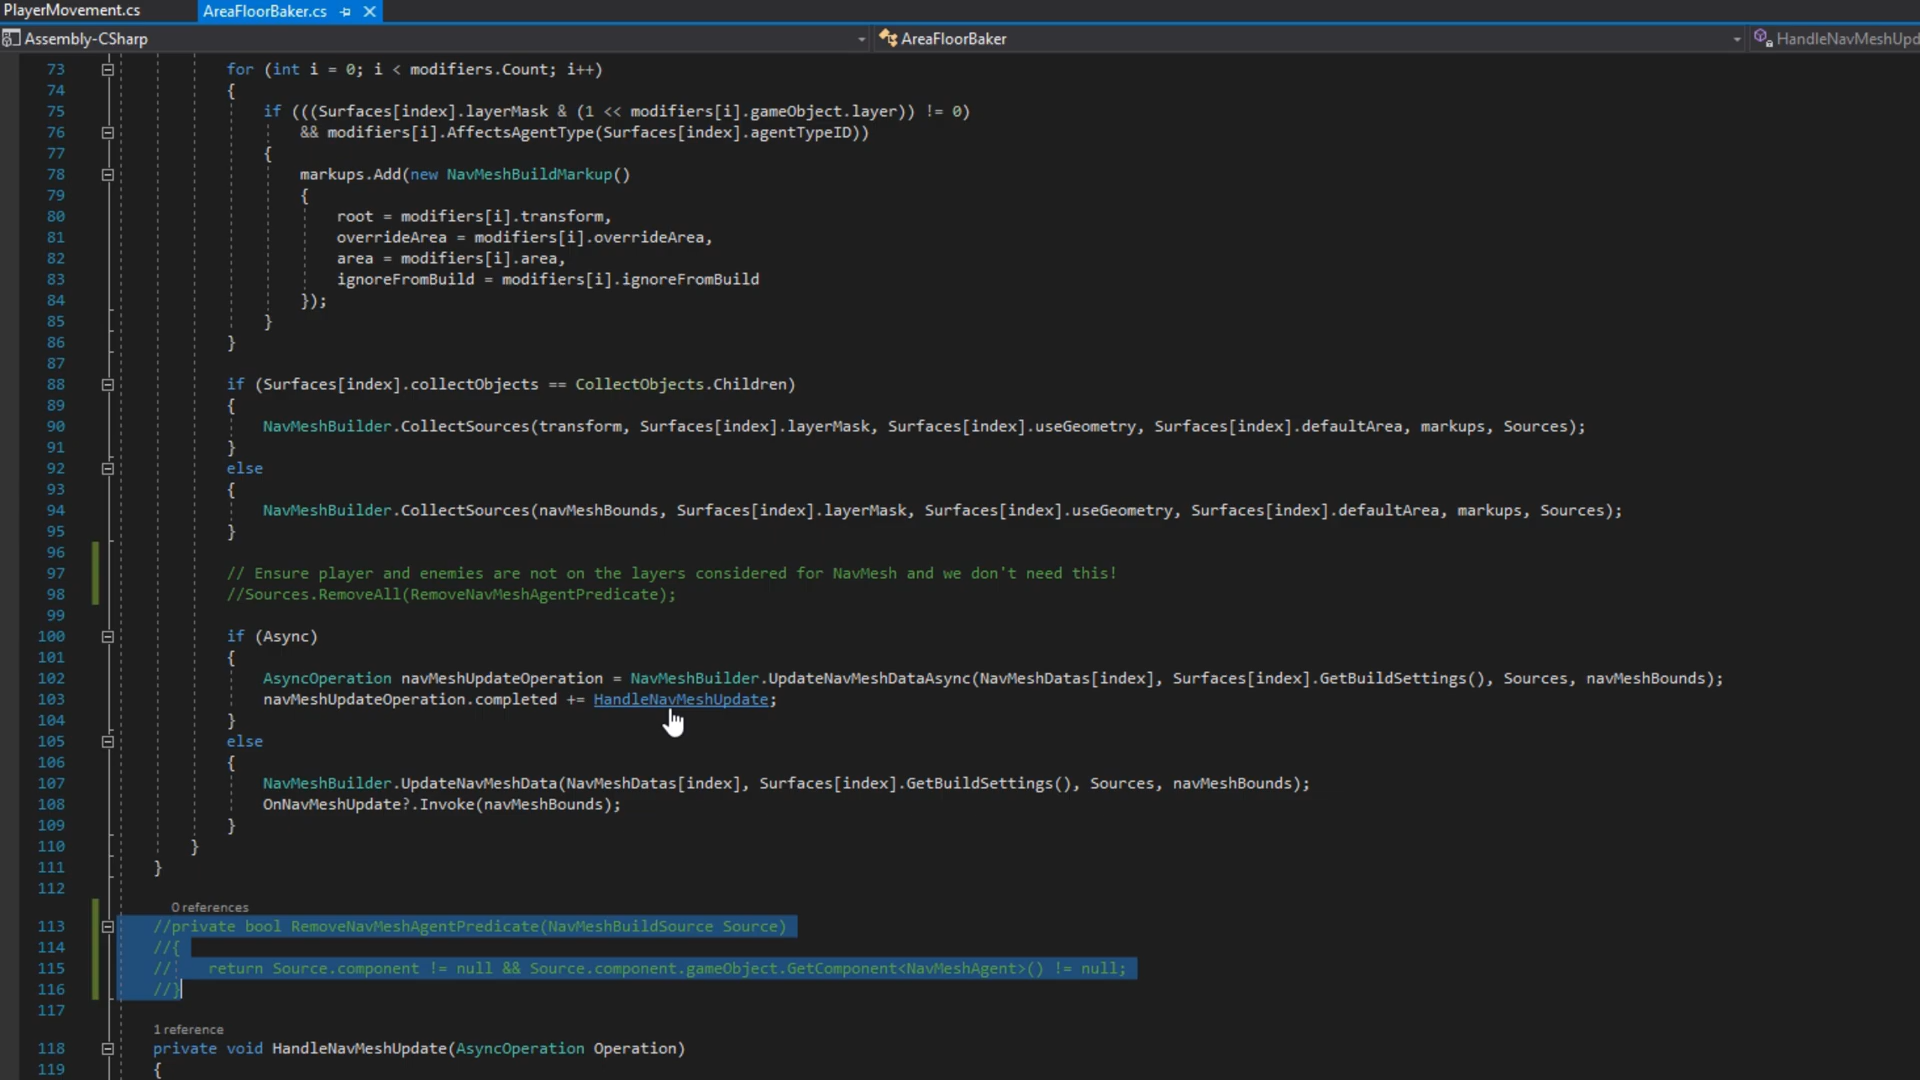 PlayerMovement.cs AreaFloorBaker.cs
Assembly-CSharp AreaFloorBaker HandleNavMeshUpd
73 for (int i = 0; i < modifiers.Count; i++)
74 {
75 if (((Surfaces[index].layerMask & (1 << modifiers[i].gameObject.layer)) != 0)
76 && modifiers[i].AffectsAgentType(Surfaces[index].agentTypeID))
77 {
78 markups.Add(new NavMeshBuildMarkup()
79 {
80 root = modifiers[i].transform,
81 overrideArea = modifiers[i].overrideArea,
82 area = modifiers[i].area,
83 ignoreFromBuild = modifiers[i].ignoreFromBuild
84 });
85 }
86 }
87
88 if (Surfaces[index].collectObjects == CollectObjects.Children)
89 {
90 NavMeshBuilder.CollectSources(transform, Surfaces[index].layerMask, Surfaces[index].useGeometry, Surfaces[index].defaultArea, markups, Sources);
91 }
92 else
93 {
94 NavMeshBuilder.CollectSources(navMeshBounds, Surfaces[index].layerMask, Surfaces[index].useGeometry, Surfaces[index].defaultArea, markups, Sources);
95 }
96
97 // Ensure player and enemies are not on the layers considered for NavMesh and we don't need this!
98 //Sources.RemoveAll(RemoveNavMeshAgentPredicate);
99
100 if (Async)
101 {
102 AsyncOperation navMeshUpdateOperation = NavMeshBuilder.UpdateNavMeshDataAsync(NavMeshDatas[index], Surfaces[index].GetBuildSettings(), Sources, navMeshBounds);
103 navMeshUpdateOperation.completed += HandleNavMeshUpdate;
104 }
105 else
106 {
107 NavMeshBuilder.UpdateNavMeshData(NavMeshDatas[index], Surfaces[index].GetBuildSettings(), Sources, navMeshBounds);
108 OnNavMeshUpdate?.Invoke(navMeshBounds);
109 }
110 }
111 }
112
0 references
113 //private bool RemoveNavMeshAgentPredicate(NavMeshBuildSource Source)
114 //{
115 // return Source.component != null && Source.component.gameObject.GetComponent<NavMeshAgent>() != null;
116 //}
117
1 reference
118 private void HandleNavMeshUpdate(AsyncOperation Operation)
119 {